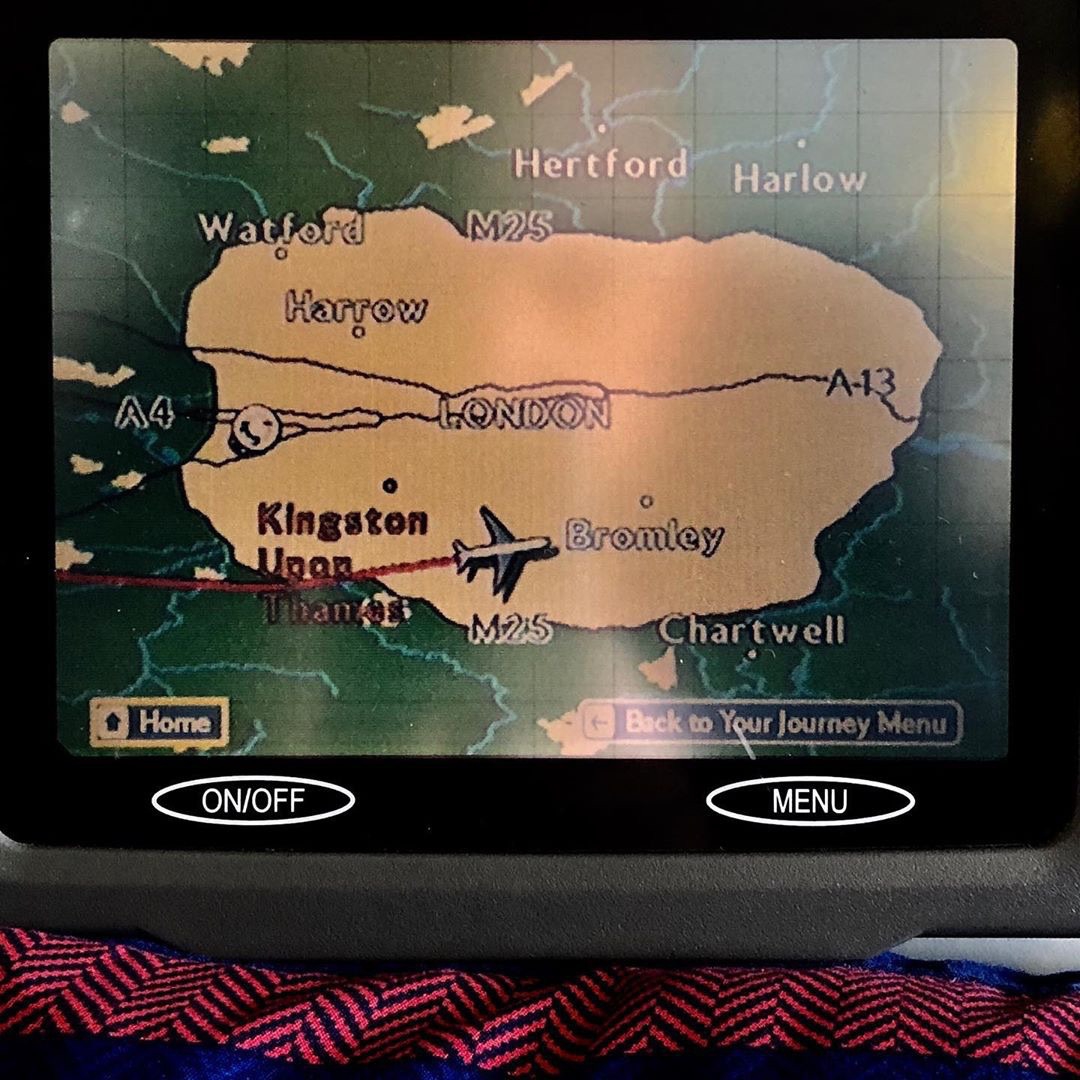 Hertford
Harlow
Watford
M25
Harrow
A-13
A4
LONDON
Kingston
Upon
Thames
Bromley
M25
Chartwell
Home
Back to Your Journey Menu
ON/OFF
MENU